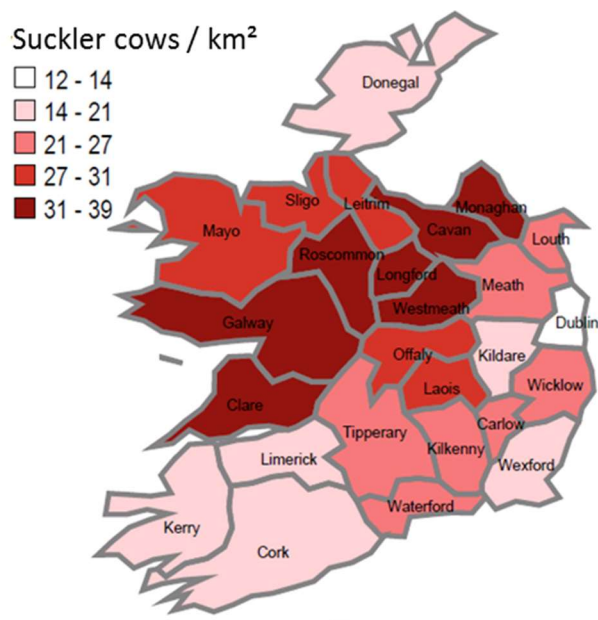 Suckler cows / km²
12 - 14
14 - 21
21 - 27
27 - 31
31 - 39
Donegal
Sligo
Leitrim
Monaghan
Mayo
Cavan
Louth
Roscommon
Longford
Meath
Westmeath
Galway
Dublin
Offaly
Kildare
Laois
Wicklow
Clare
Carlow
Tipperary
Kilkenny
Limerick
Wexford
Waterford
Kerry
Cork